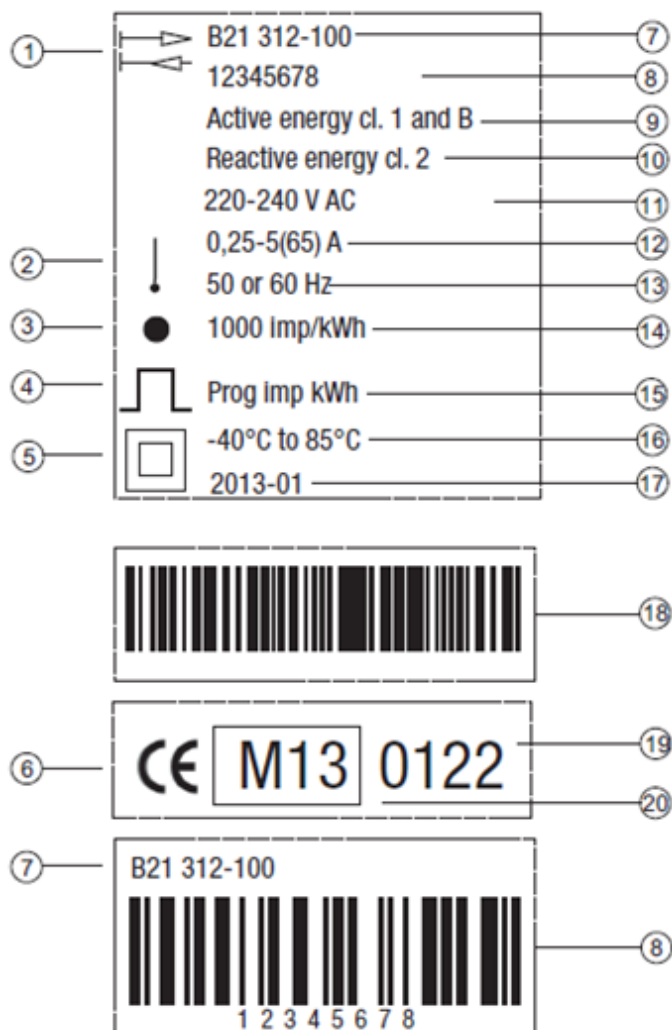 1 B21 312-100 7
12345678 8
Active energy cl. 1 and B 9
Reactive energy cl. 2 10
220-240 V AC 11
2 0,25-5(65) A 12
50 or 60 Hz 13
3 1000 imp/kWh 14
4 Prog imp kWh 15
5 -40°C to 85°C 16
2013-01 17
18
6 CE M13 0122 19
20
7 B21 312-100
8
1 2 3 4 5 6 7 8